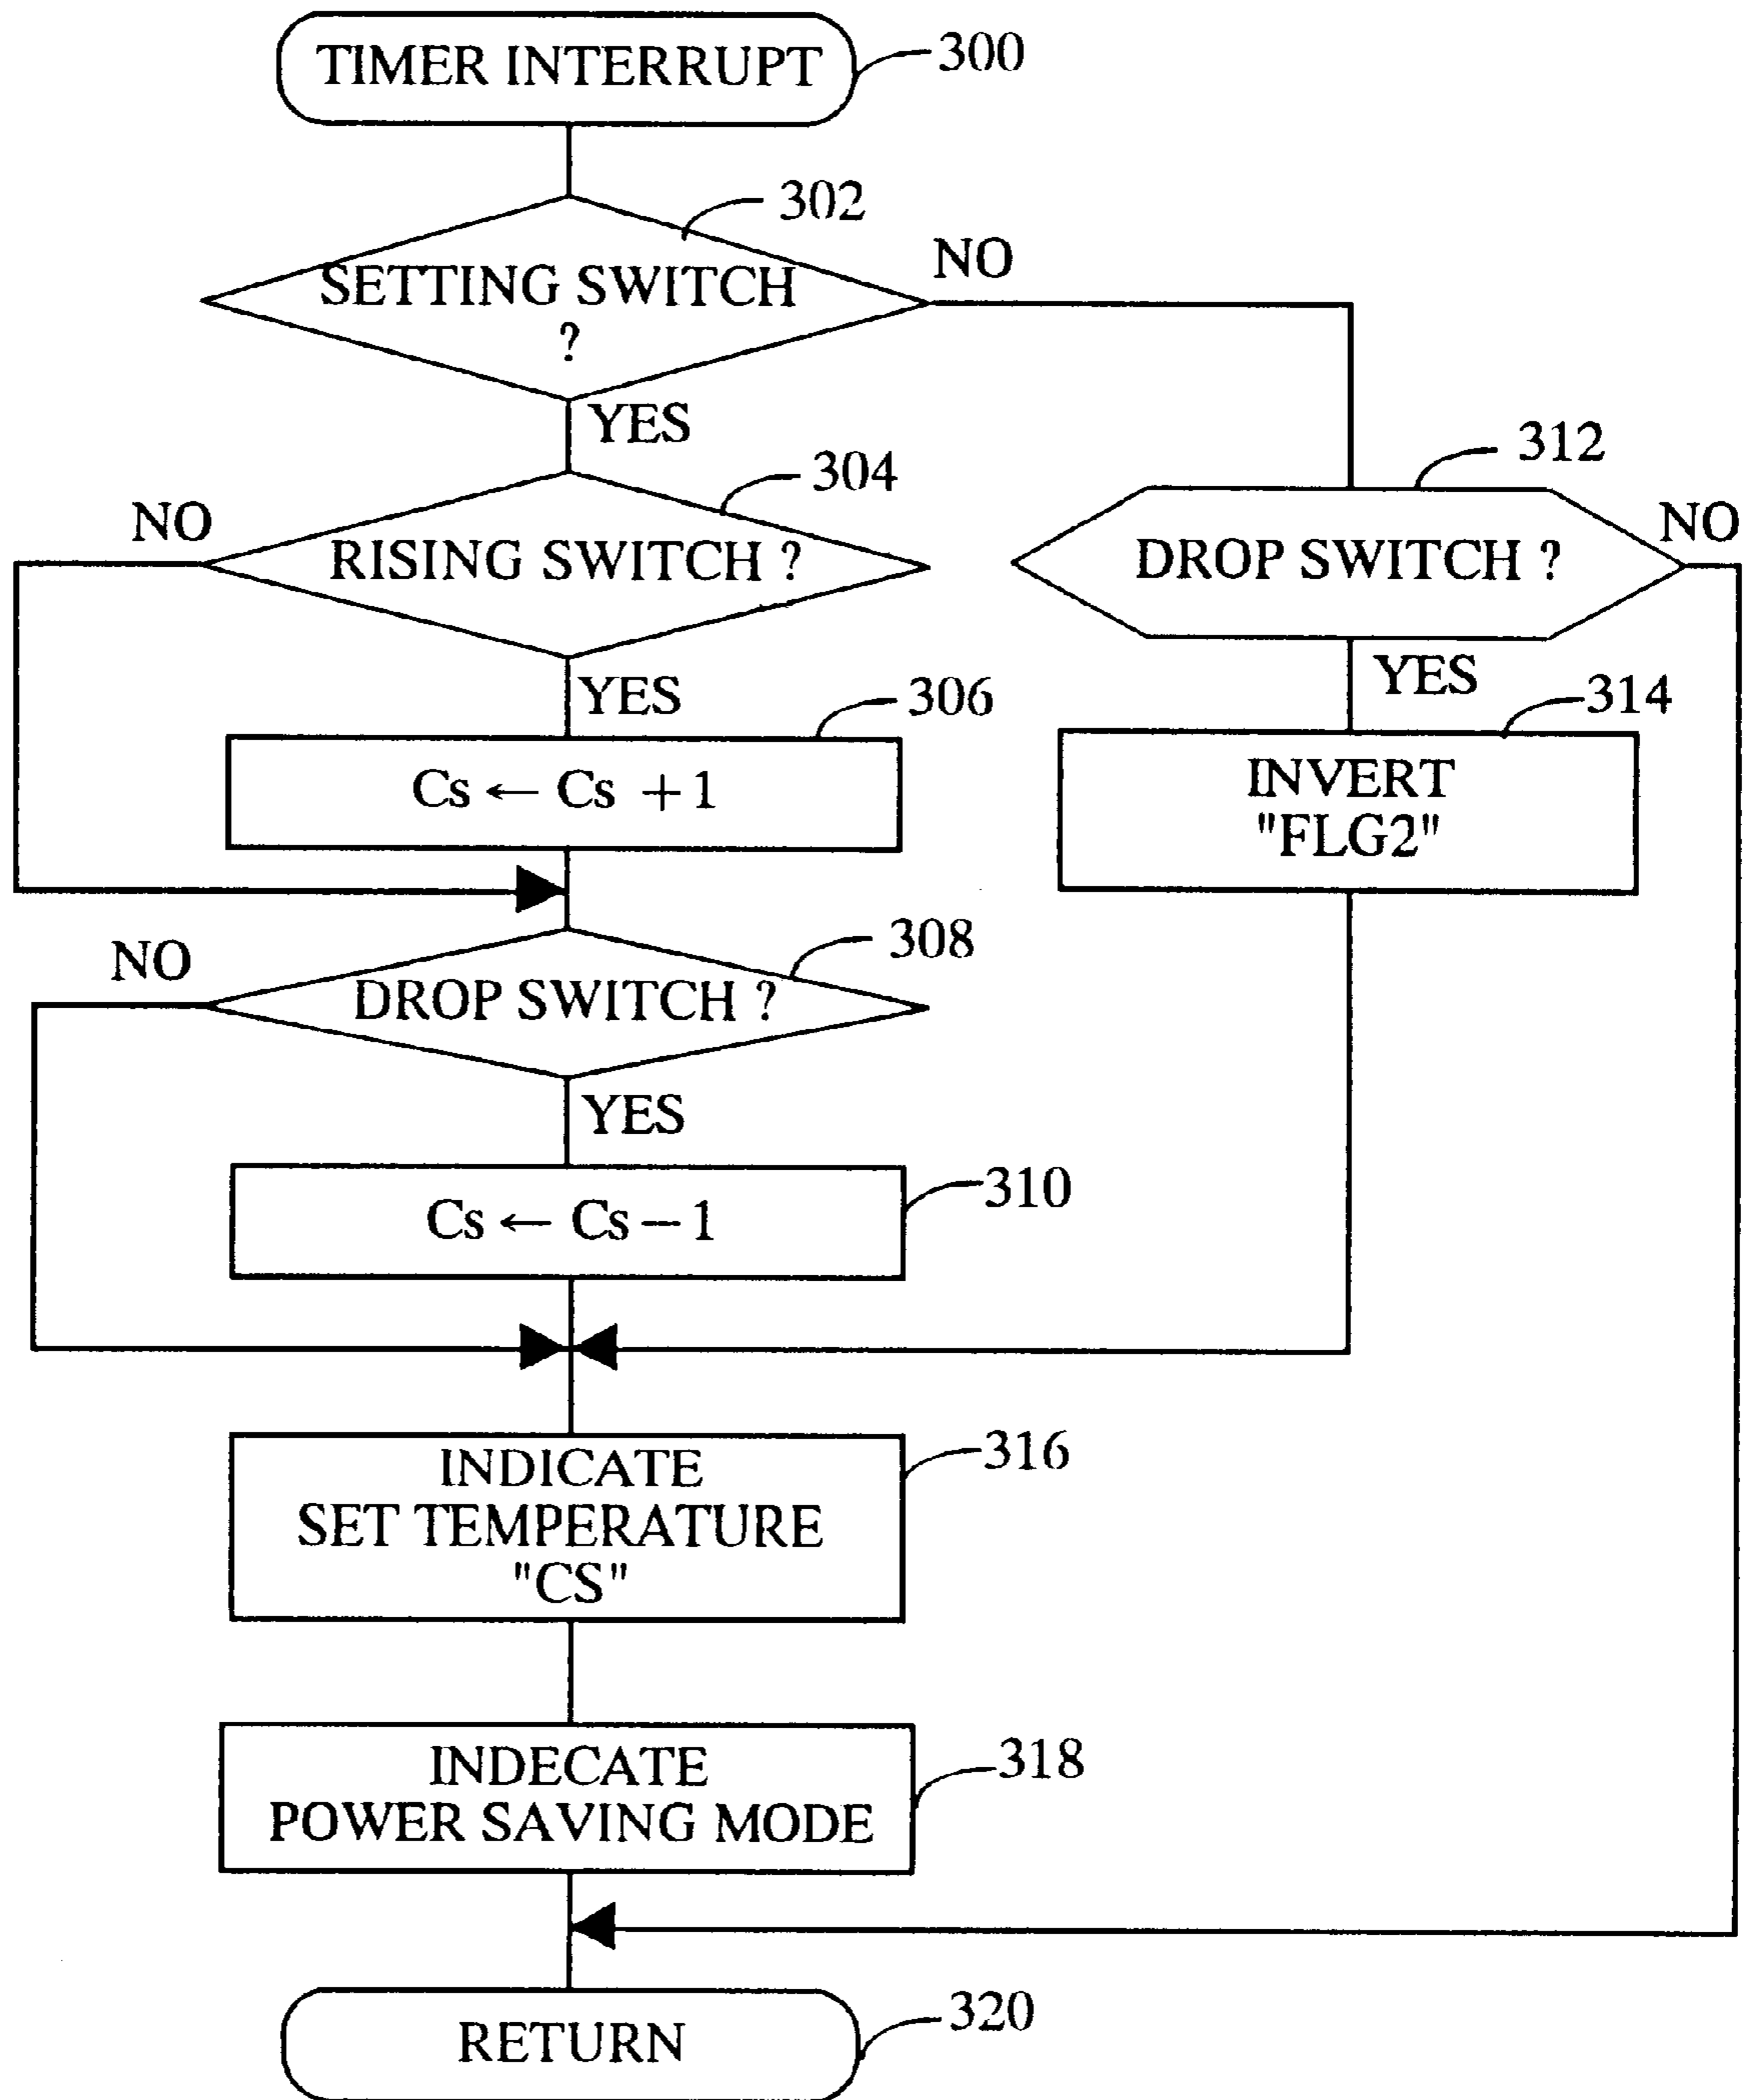 TIMER INTERRUPT
300
302
SETTING SWITCH
?
NO
YES
304
NO
RISING SWITCH ?
312
DROP SWITCH ?
NO
YES
306
Cs ← Cs + 1
YES
314
INVERT
"FLG2"
308
NO
DROP SWITCH ?
YES
310
Cs ← Cs – 1
316
INDICATE
SET TEMPERATURE
"CS"
318
INDECATE
POWER SAVING MODE
320
RETURN